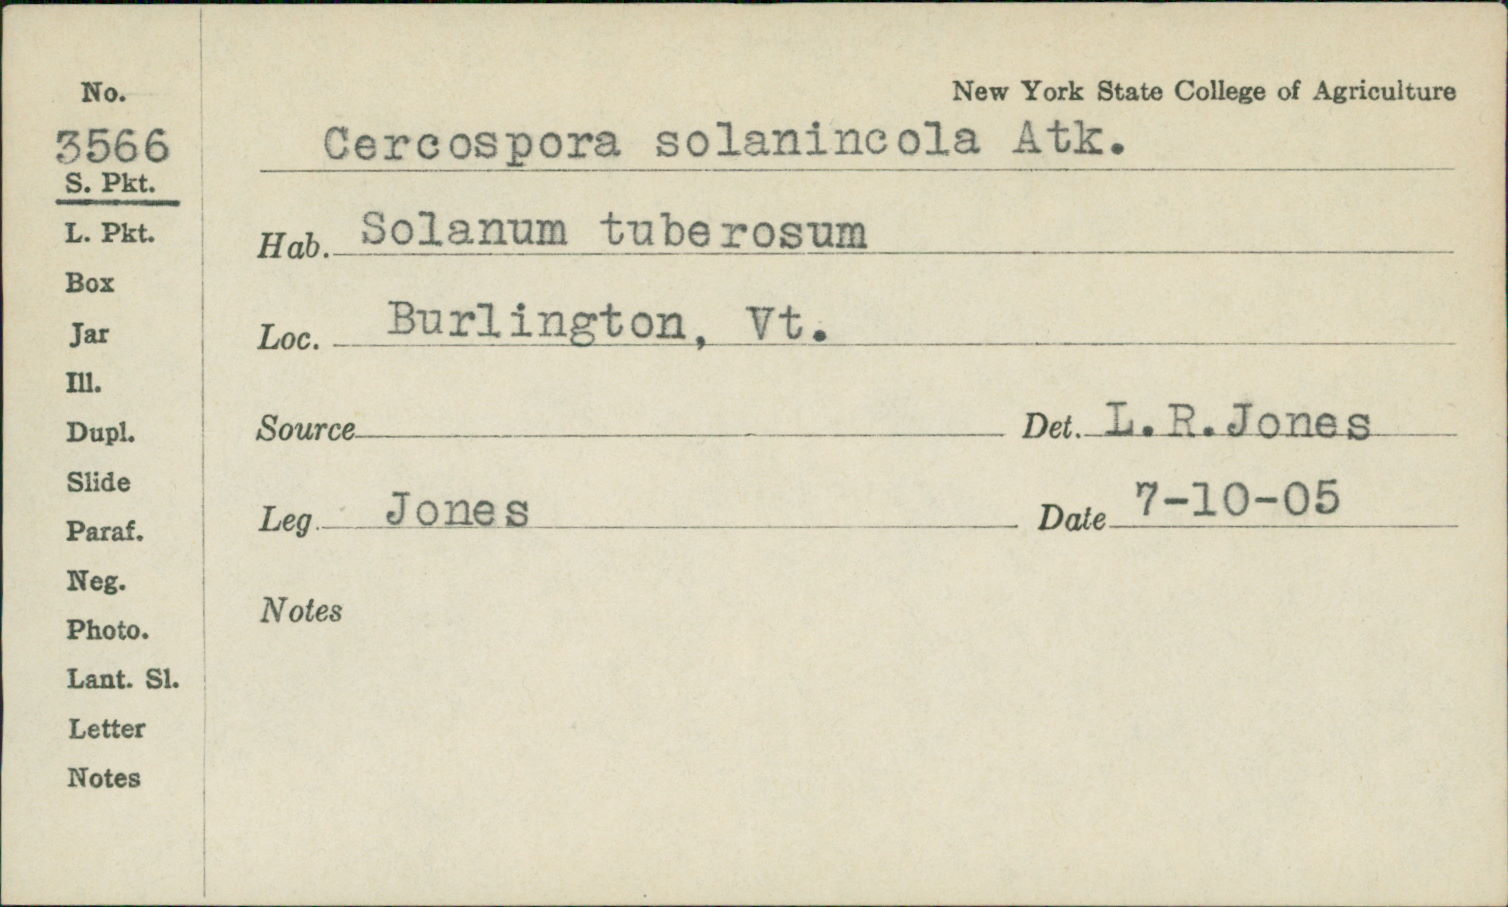 No.
3566
S. Pkt.
L. Pkt.
Box
Jar
Ill.
Dupl.
Slide
Paraf.
Neg.
Photo.
Lant. Sl.
Letter
Notes
New York State College of Agriculture
Cercospora solanincola Atk.
Hab. Solanum tuberosum
Loc. Burlington, Vt.
Source Det. L.R.Jones
Leg. Jones Date 7-10-05
Notes